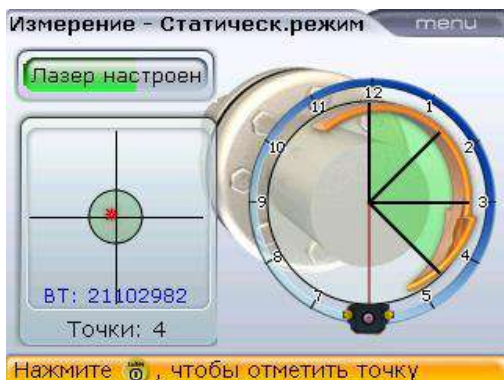 Измерение - Статическ.режим
menu
Лазер настроен
12
11
1
10
2
9
3
8
4
7
5
BT: 21102982
Точки: 4
Нажмите , чтобы отметить точку